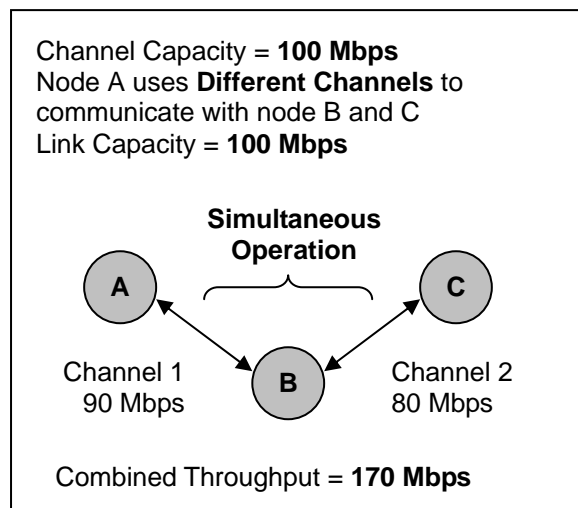 Channel Capacity = 100 Mbps
Node A uses Different Channels to
communicate with node B and C
Link Capacity = 100 Mbps
Simultaneous
Operation
A
C
B
Channel 1
90 Mbps
Channel 2
80 Mbps
Combined Throughput = 170 Mbps